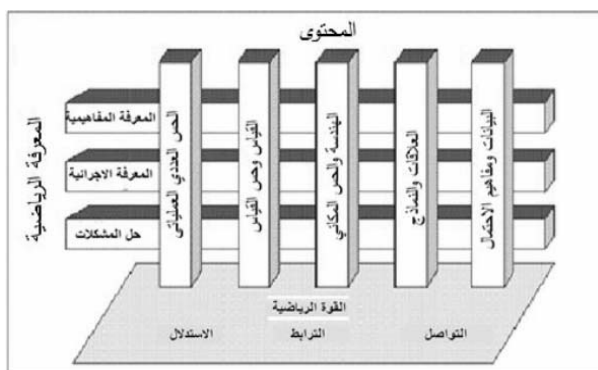 المحتوى
المعرفة الرياضية
المعرفة المفاهيمية
المعرفة الاجرائية
حل المشكلات
الحس العددي العملياتي
القياس وحس القياس
الهندسة والحس المكاني
العلاقات والنماذج
البيانات ومفاهيم الاحتمال
القوة الرياضية
التواصل
الترابط
الاستدلال